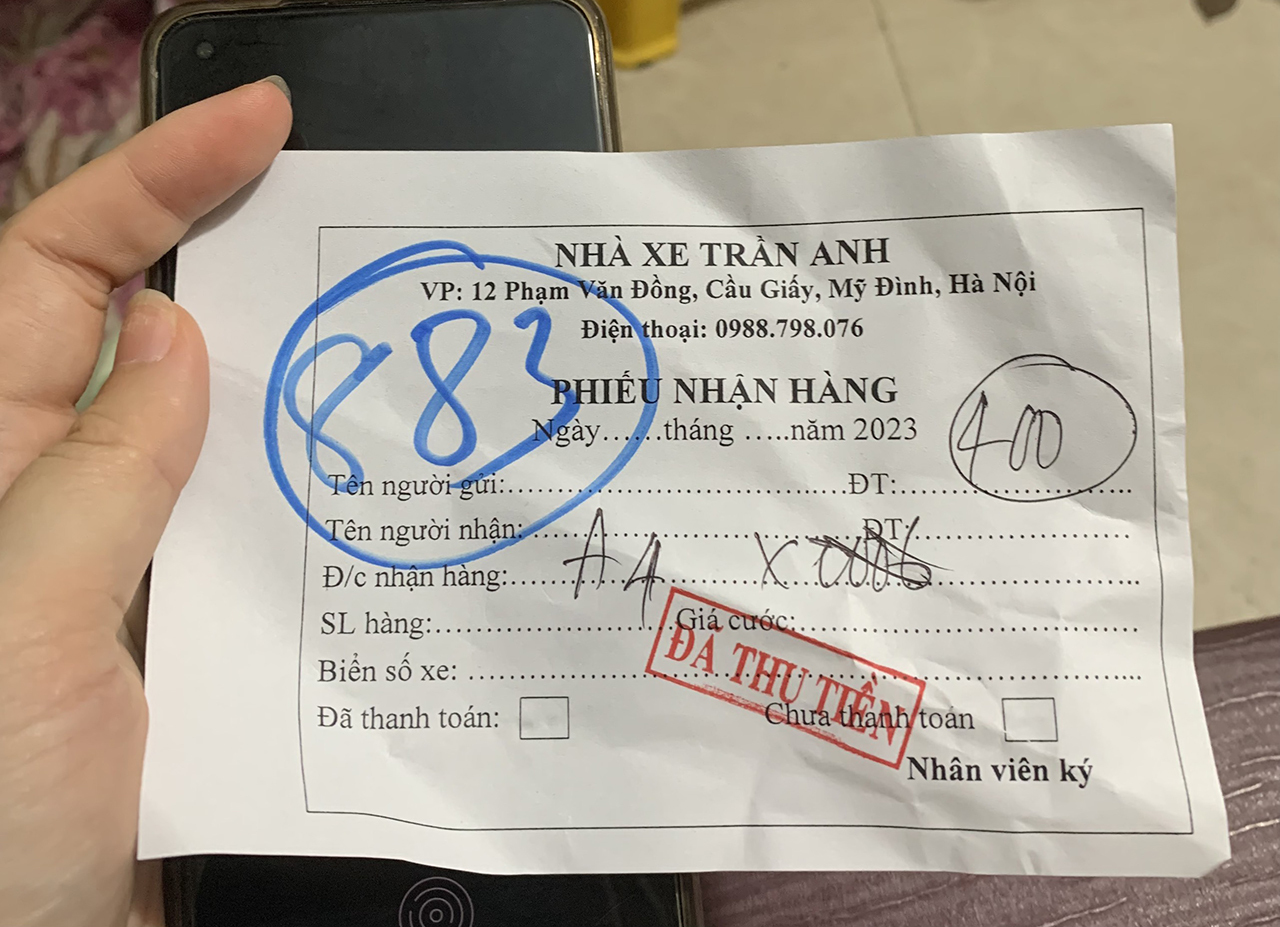 NHÀ XE TRẦN ANH
VP: 12 Phạm Văn Đồng, Cầu Giấy, Mỹ Đình, Hà Nội
Điện thoại: 0988.798.076
883
PHIẾU NHẬN HÀNG
400
Ngày......tháng .....năm 2023
Tên người gửi:..............................................ĐT:..............................
Tên người nhận:..............................................ĐT:..............................
A4 X
Đ/c nhận hàng:..............................................................................
SL hàng:..............................Giá cước:..............................................
Biển số xe: ..............................................................................
ĐÃ THU TIỀN
Đã thanh toán: Chưa thanh toán
Nhân viên ký